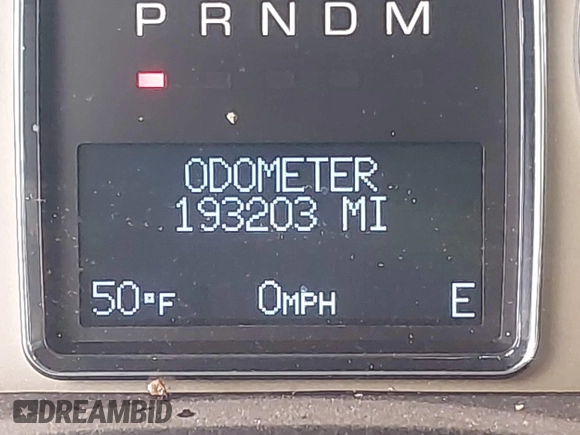 PRNDM
ODOMETER
193203 MI
50°F 0MPH E
DREAMBID